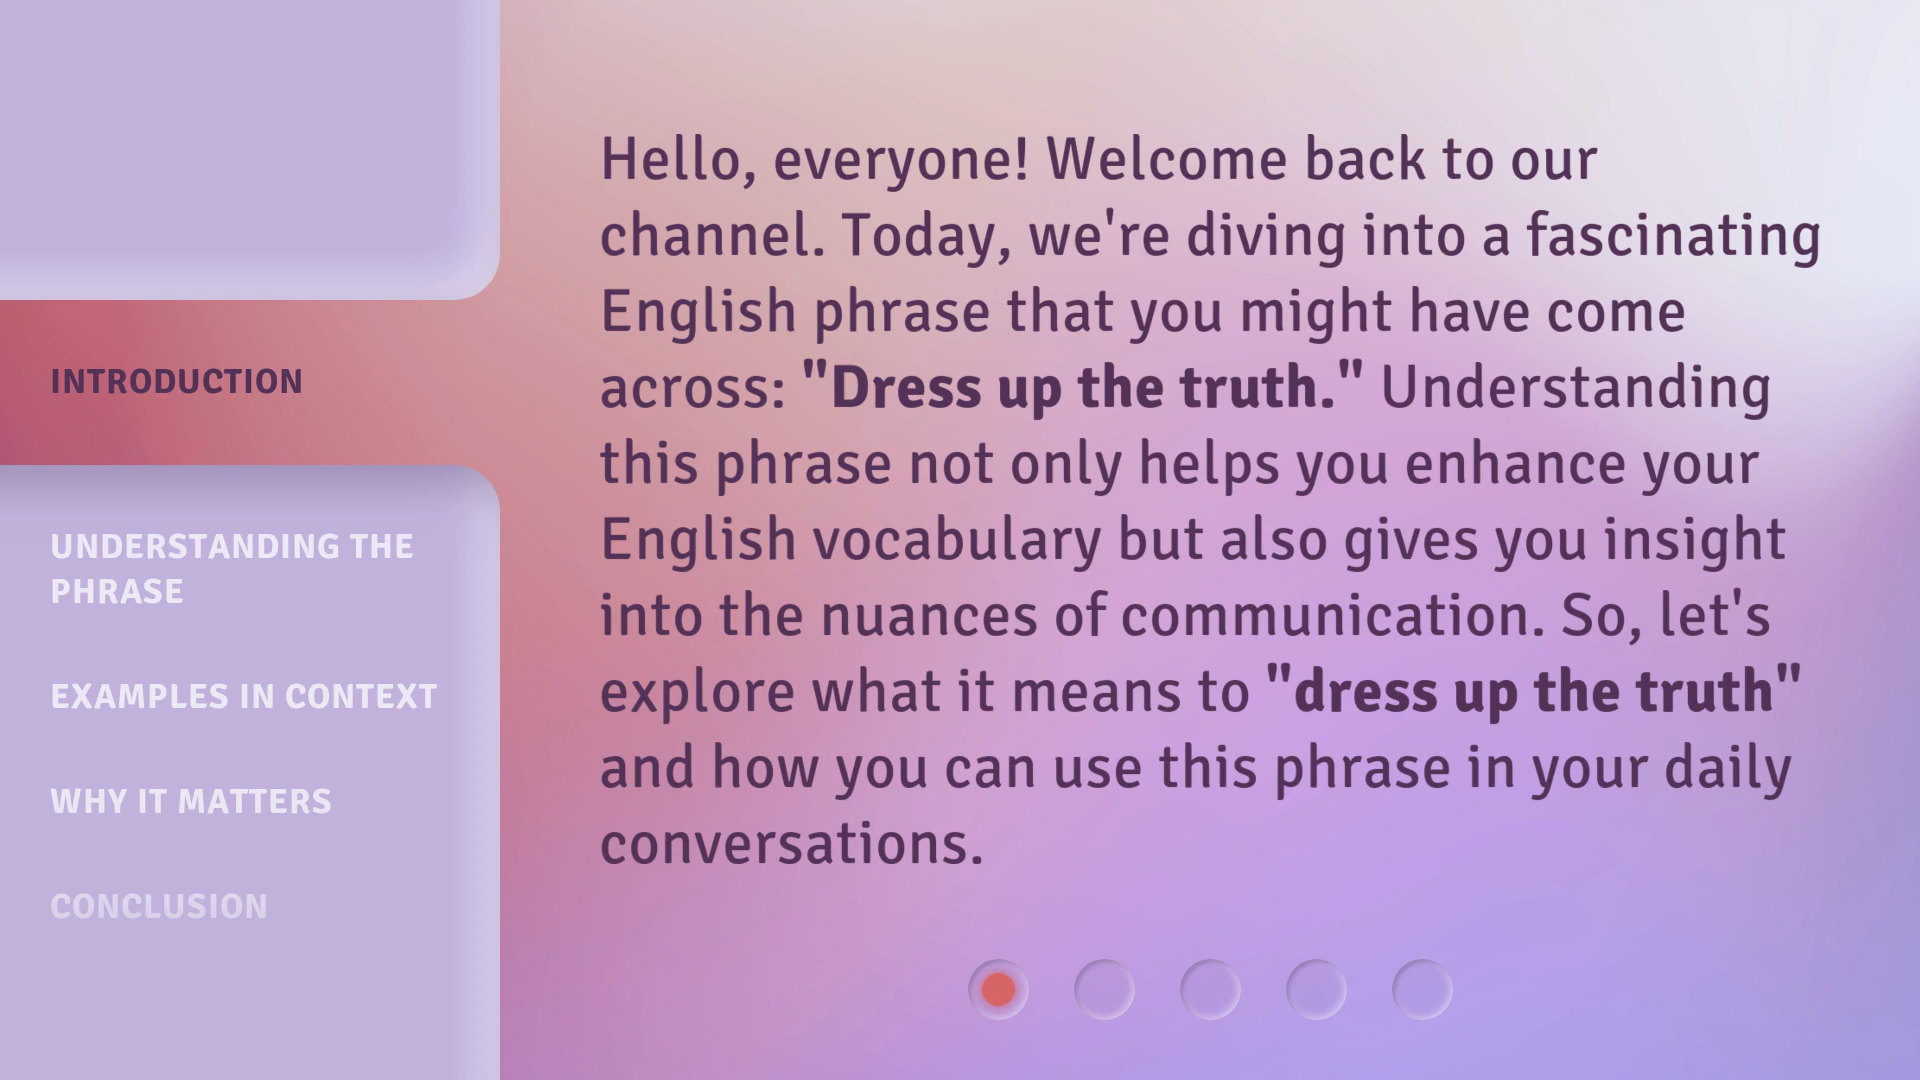 INTRODUCTION
UNDERSTANDING THE
PHRASE
EXAMPLES IN CONTEXT
WHY IT MATTERS
CONCLUSION
Hello, everyone! Welcome back to our
channel. Today, we're diving into a fascinating
English phrase that you might have come
across: "Dress up the truth." Understanding
this phrase not only helps you enhance your
English vocabulary but also gives you insight
into the nuances of communication. So, let's
explore what it means to "dress up the truth"
and how you can use this phrase in your daily
conversations.